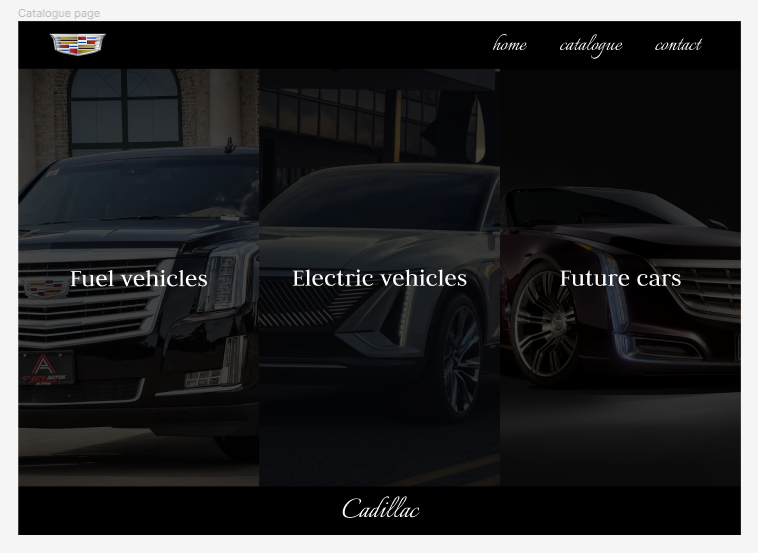 Catalogue page
home catalogue contact
Fuel vehicles Electric vehicles Future cars
Cadillac